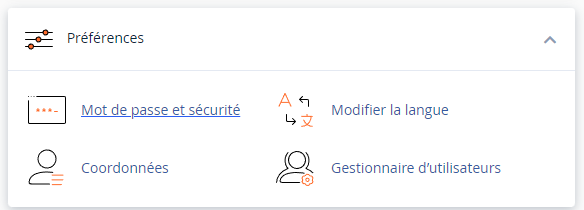 Préférences
Mot de passe et sécurité
Modifier la langue
Coordonnées
Gestionnaire d’utilisateurs